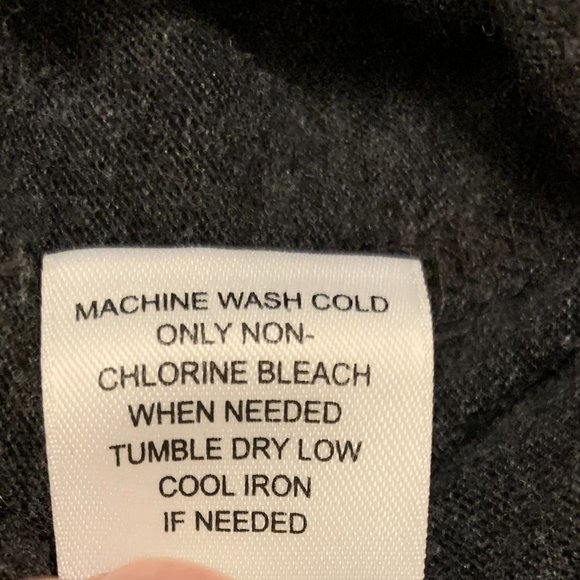 MACHINE WASH COLD
ONLY NON-
CHLORINE BLEACH
WHEN NEEDED
TUMBLE DRY LOW
COOL IRON
IF NEEDED